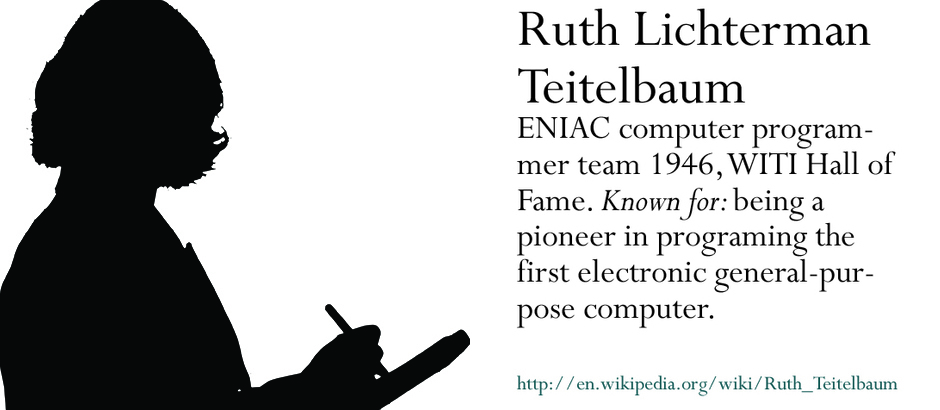 Ruth Lichterman
Teitelbaum
ENIAC computer program-
mer team 1946, WITI Hall of
Fame. Known for: being a
pioneer in programing the
first electronic general-pur-
pose computer.
http://en.wikipedia.org/wiki/Ruth_Teitelbaum